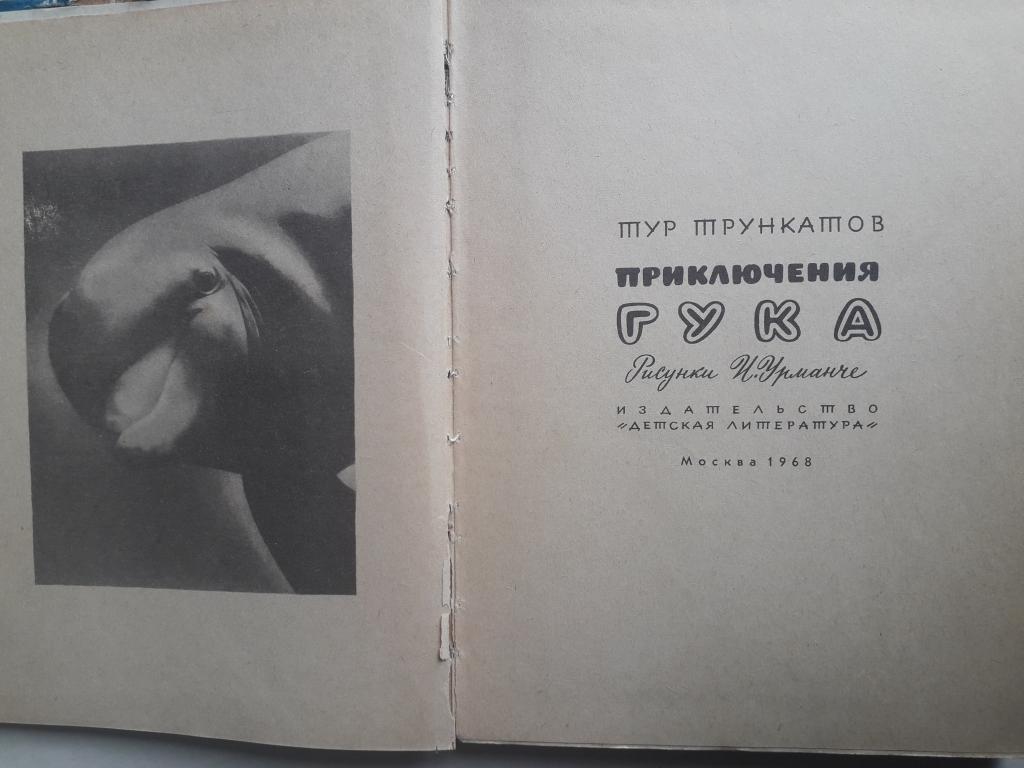 ТУР ТРУНКАТОВ
ПРИКЛЮЧЕНИЯ
ГУКА
Рисунки И. Урманче
ИЗДАТЕЛЬСТВО
«ДЕТСКАЯ ЛИТЕРАТУРА«
Москва 1968